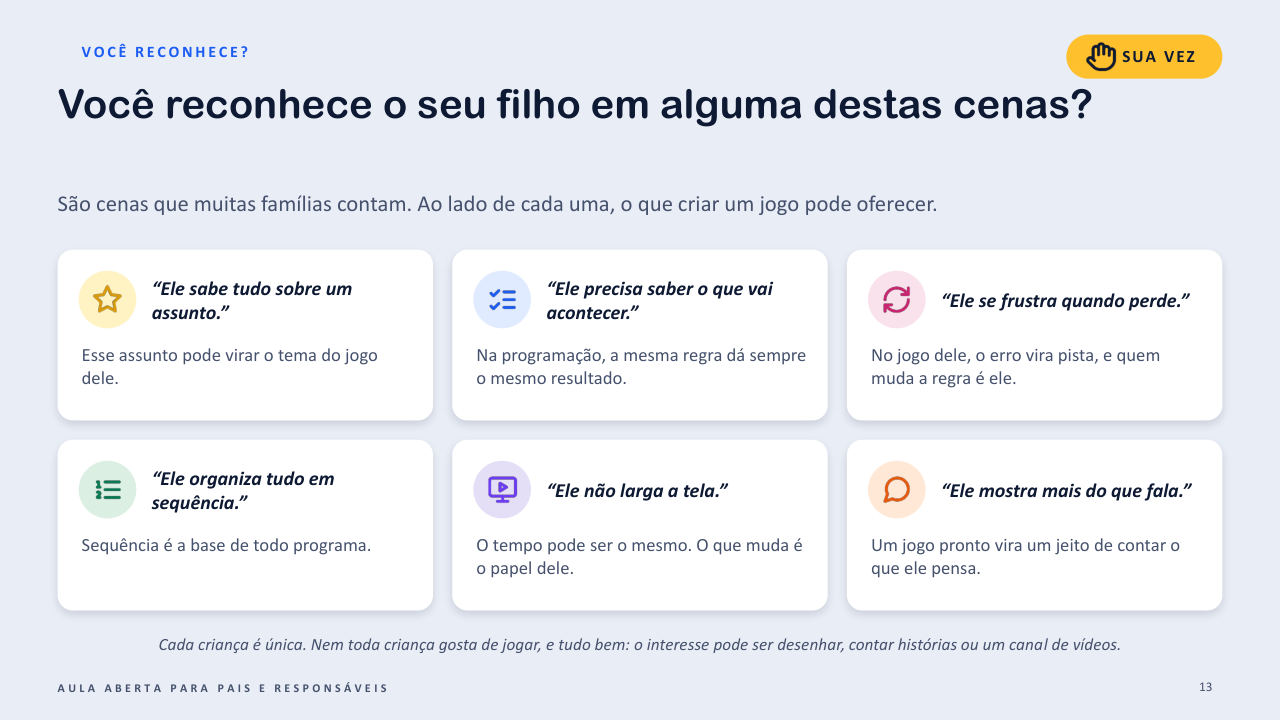 VOCÊ RECONHECE?
SUA VEZ
Você reconhece o seu filho em alguma destas cenas?
São cenas que muitas famílias contam. Ao lado de cada uma, o que criar um jogo pode oferecer.
“Ele sabe tudo sobre um
assunto.”
Esse assunto pode virar o tema do jogo
dele.
“Ele precisa saber o que vai
acontecer.”
Na programação, a mesma regra dá sempre
o mesmo resultado.
“Ele se frustra quando perde.”
No jogo dele, o erro vira pista, e quem
muda a regra é ele.
“Ele organiza tudo em
sequência.”
Sequência é a base de todo programa.
“Ele não larga a tela.”
O tempo pode ser o mesmo. O que muda é
o papel dele.
“Ele mostra mais do que fala.”
Um jogo pronto vira um jeito de contar o
que ele pensa.
Cada criança é única. Nem toda criança gosta de jogar, e tudo bem: o interesse pode ser desenhar, contar histórias ou um canal de vídeos.
AULA ABERTA PARA PAIS E RESPONSÁVEIS
13